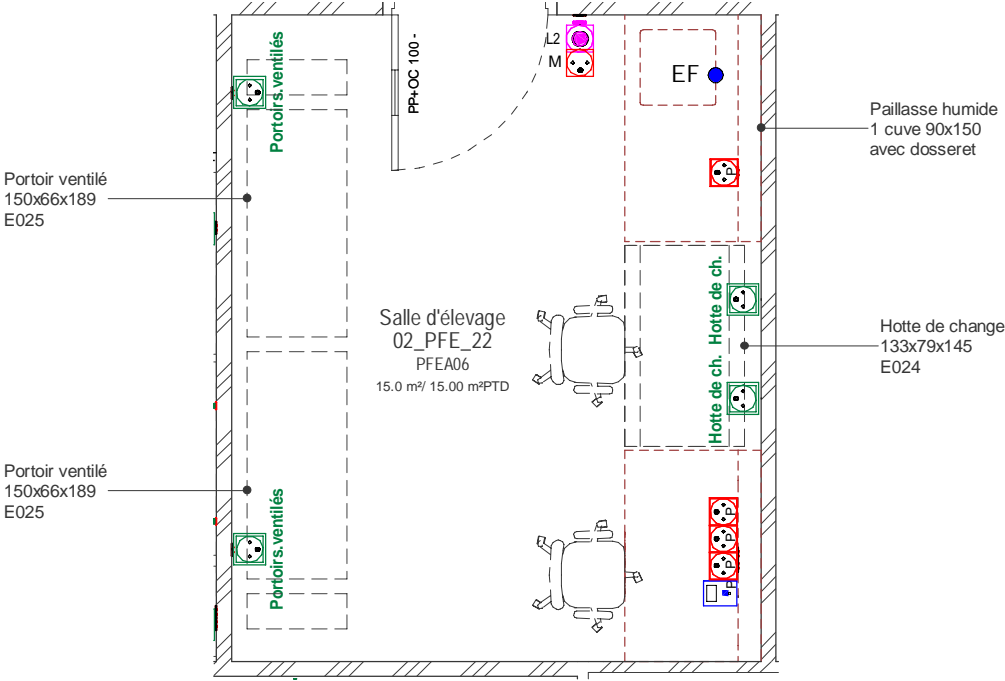 Portoirs.ventilés
PP+OC 100 -
L2
M
EF
Paillasse humide
1 cuve 90x150
avec dosseret
P
Portoir ventilé
150x66x189
E025
Salle d'élevage
02_PFE_22
PFEA06
15.0 m²/ 15.00 m²PTD
Hotte de ch.
Hotte de ch.
Hotte de change
133x79x145
E024
Portoir ventilé
150x66x189
E025
Portoirs.ventilés
P
P
P
P